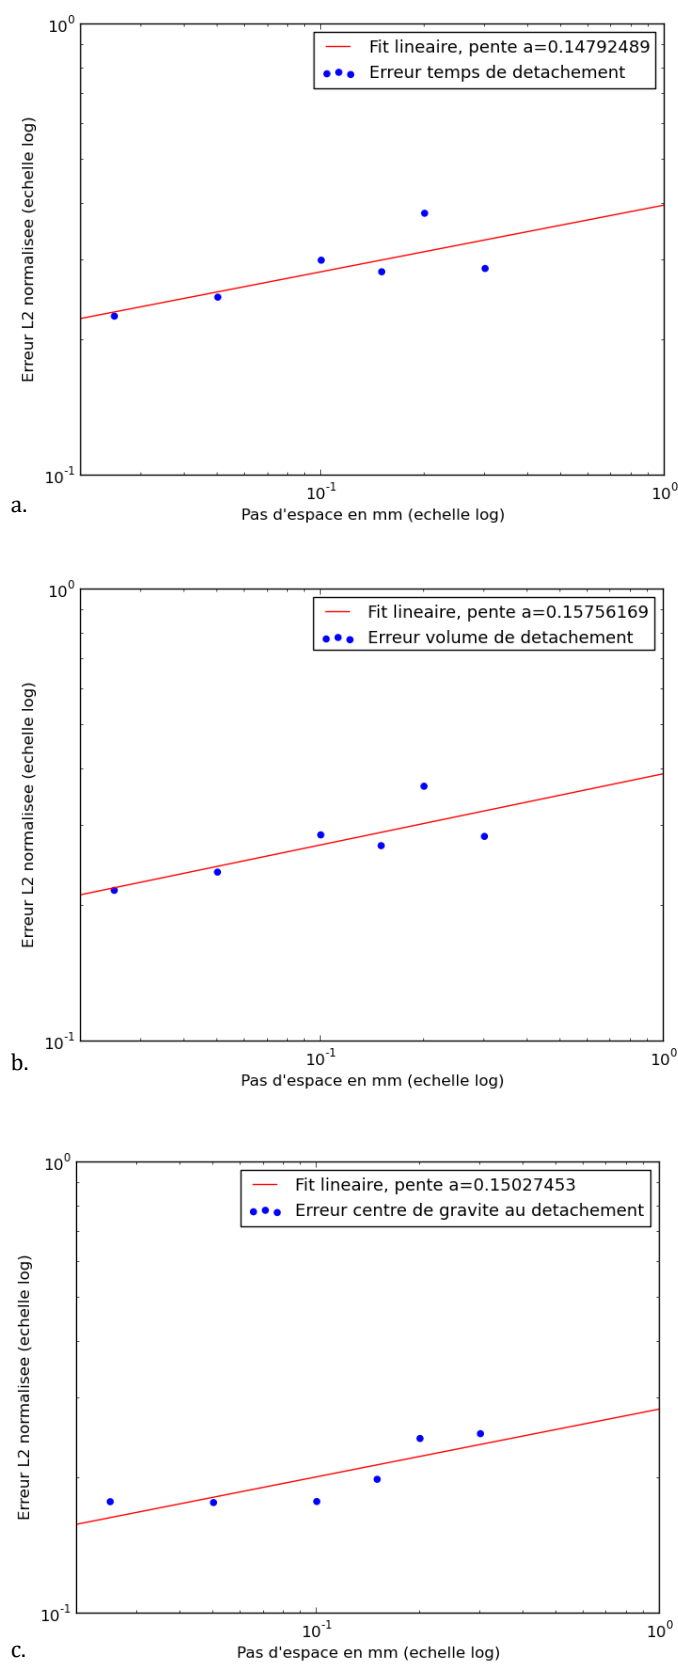 10^0
Fit lineaire, pente a=0.14792489
Erreur temps de detachement
Erreur L2 normalisee (echelle log)
10^-1
10^-1
10^0
Pas d'espace en mm (echelle log)
a.
10^0
Fit lineaire, pente a=0.15756169
Erreur volume de detachement
Erreur L2 normalisee (echelle log)
10^-1
10^-1
10^0
Pas d'espace en mm (echelle log)
b.
10^0
Fit lineaire, pente a=0.15027453
Erreur centre de gravite au detachement
Erreur L2 normalisee (echelle log)
10^-1
10^-1
10^0
Pas d'espace en mm (echelle log)
c.